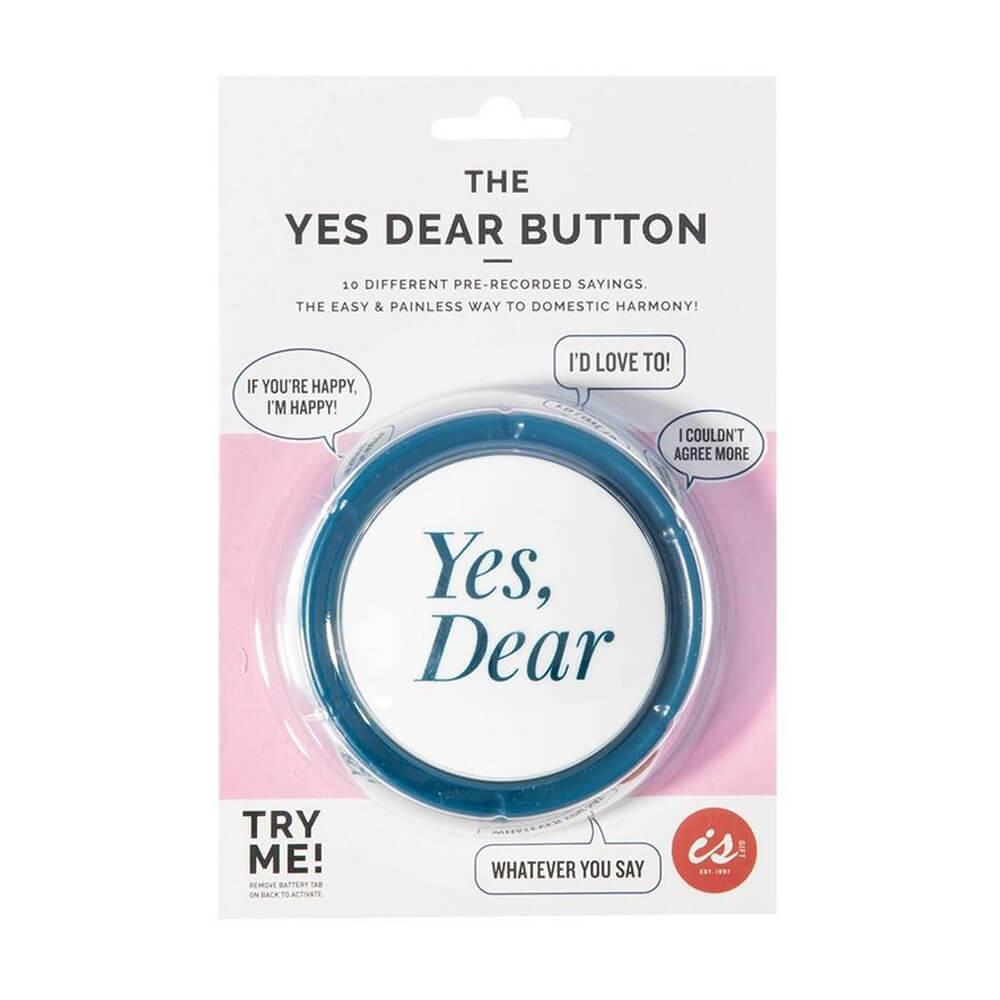 THE
YES DEAR BUTTON
10 DIFFERENT PRE-RECORDED SAYINGS.
THE EASY & PAINLESS WAY TO DOMESTIC HARMONY!
I'D LOVE TO!
IF YOU'RE HAPPY,
I'M HAPPY!
I COULDN'T
AGREE MORE
Yes,
Dear
TRY
ME!
REMOVE BATTERY TAB
ON BACK TO ACTIVATE.
WHATEVER YOU SAY
is
GIFT
EST. 1997